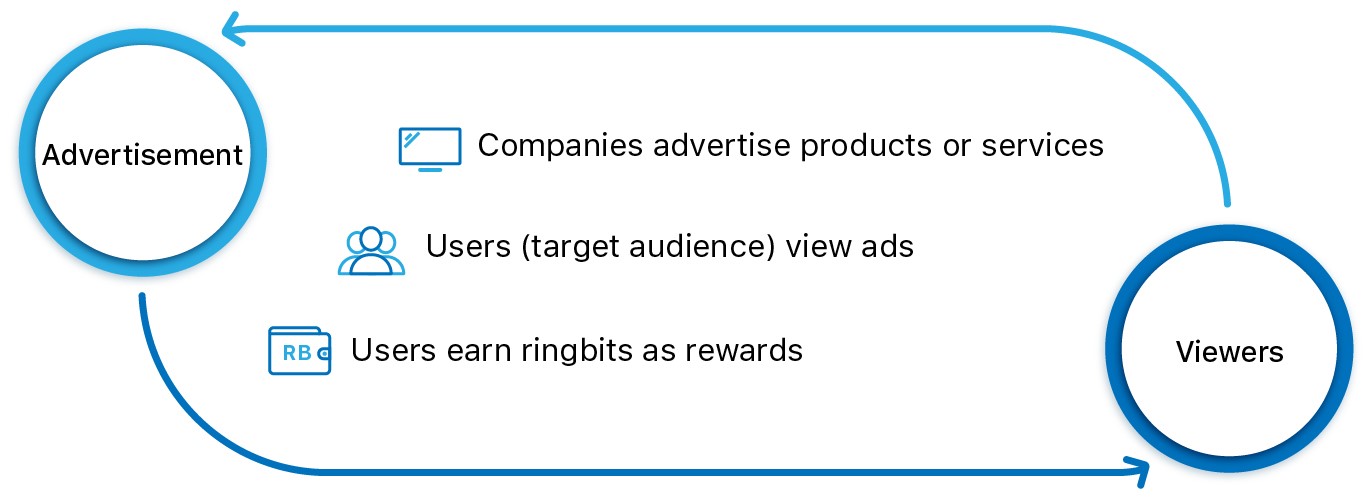 Advertisement
Companies advertise products or services
Users (target audience) view ads
RB
Users earn ringbits as rewards
Viewers